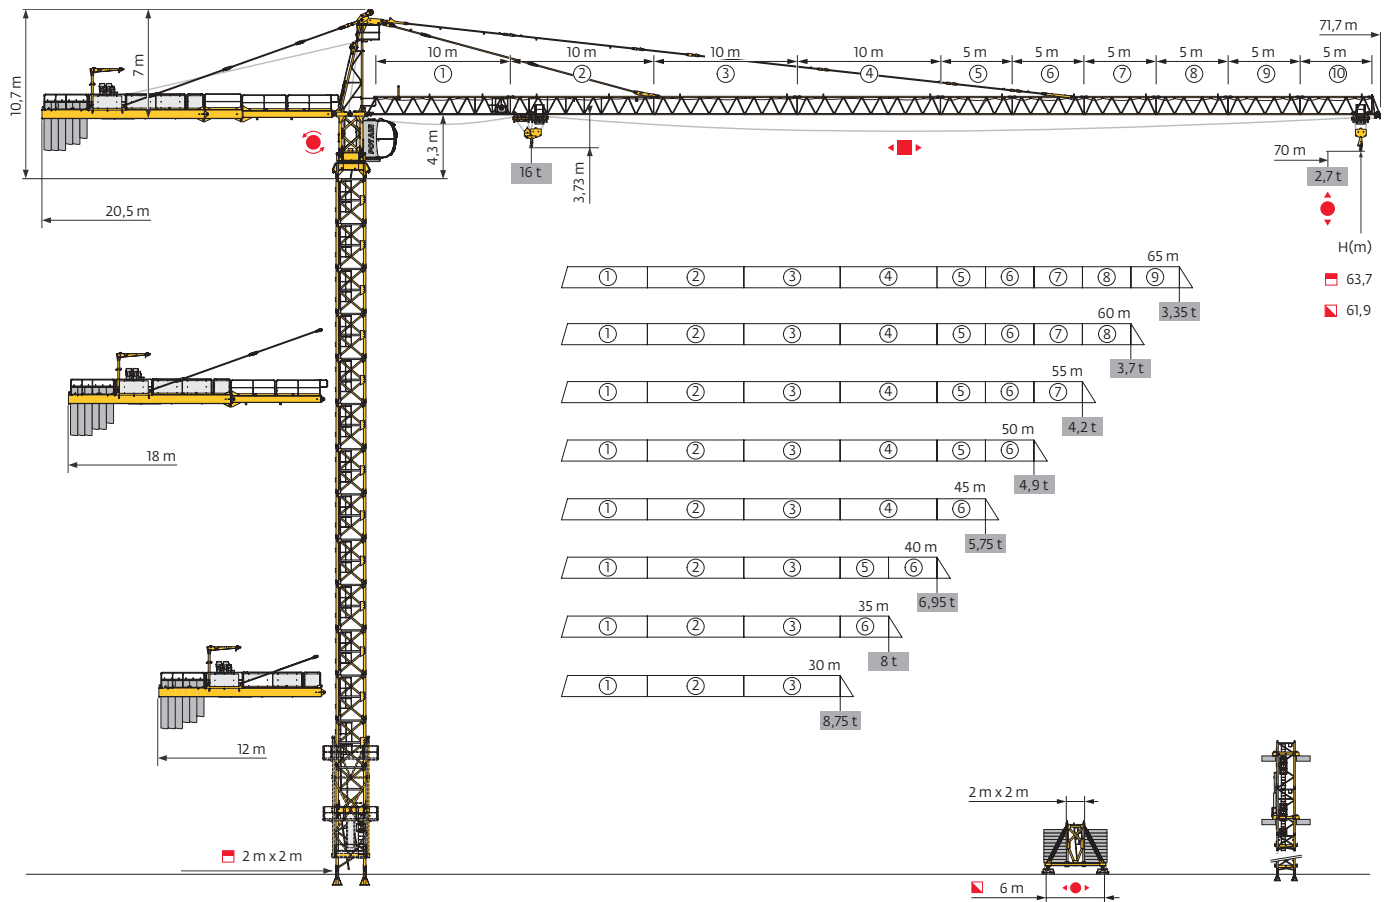 71,7 m
10 m 10 m 10 m 10 m 5 m 5 m 5 m 5 m 5 m 5 m
1 2 3 4 5 6 7 8 9 10
10,7 m
7 m
POTAIN
4,3 m
3,73 m
16 t
70 m
2,7 t
20,5 m
H(m)
63,7
61,9
65 m
1 2 3 4 5 6 7 8 9
3,35 t
60 m
1 2 3 4 5 6 7 8
3,7 t
55 m
1 2 3 4 5 6 7
4,2 t
18 m
50 m
1 2 3 4 5 6
4,9 t
45 m
1 2 3 4 6
5,75 t
40 m
1 2 3 5 6
6,95 t
35 m
1 2 3 6
8 t
30 m
1 2 3
8,75 t
12 m
2 m x 2 m
2 m x 2 m
6 m